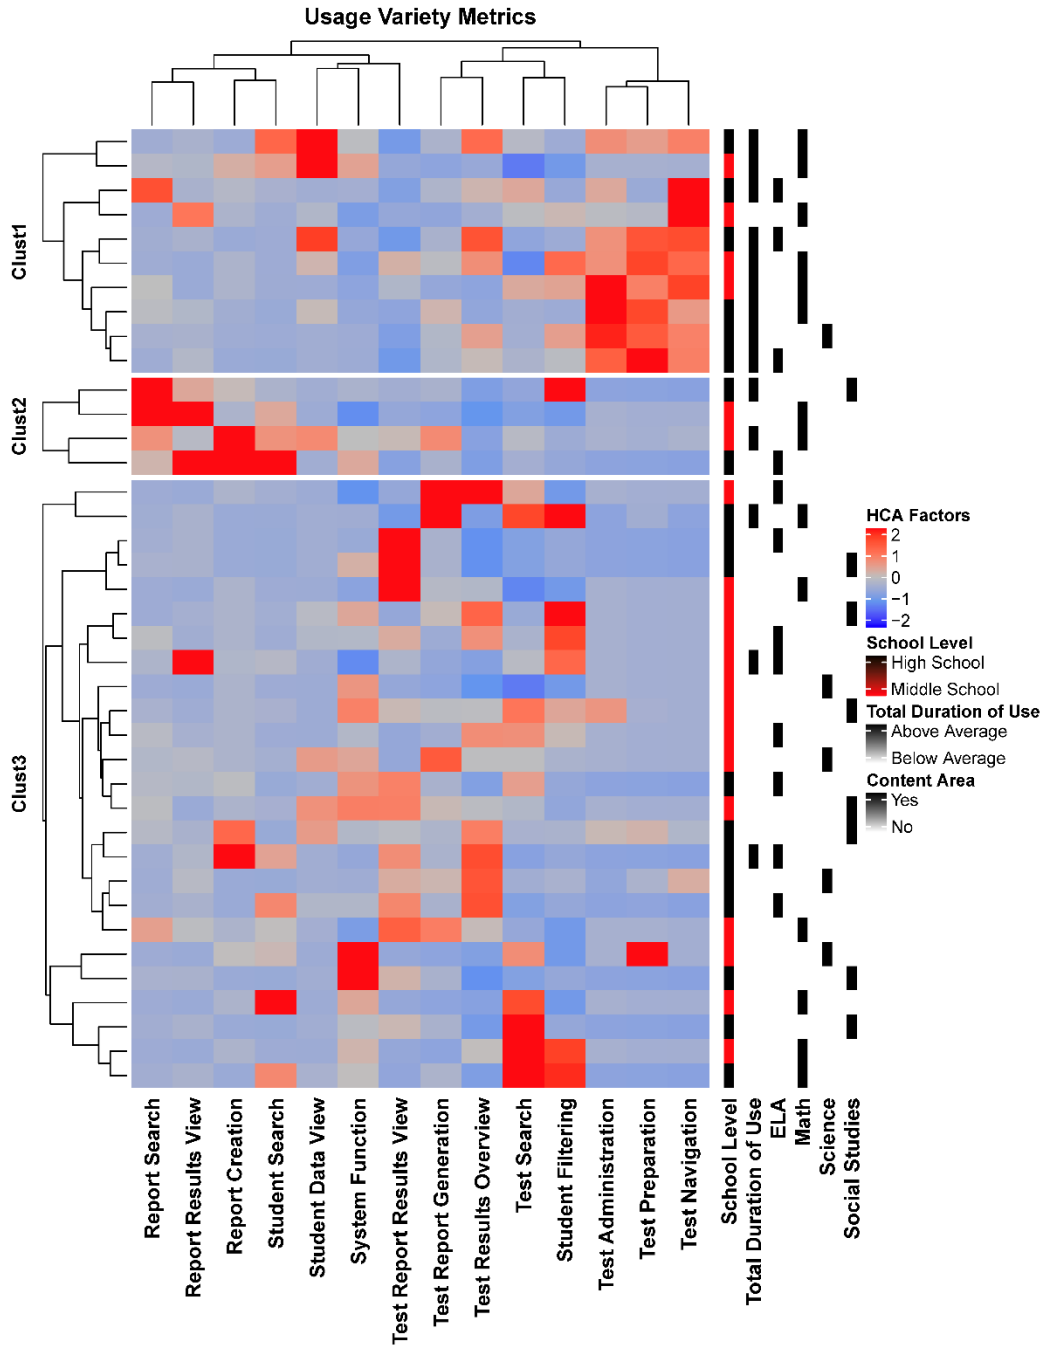 Usage Variety Metrics
Clust1
Clust2
Clust3
HCA Factors
2
1
0
−1
−2
School Level
High School
Middle School
Total Duration of Use
Above Average
Below Average
Content Area
Yes
No
Report Search
Report Results View
Report Creation
Student Search
Student Data View
System Function
Test Report Results View
Test Report Generation
Test Results Overview
Test Search
Student Filtering
Test Administration
Test Preparation
Test Navigation
School Level
Total Duration of Use
ELA
Math
Science
Social Studies